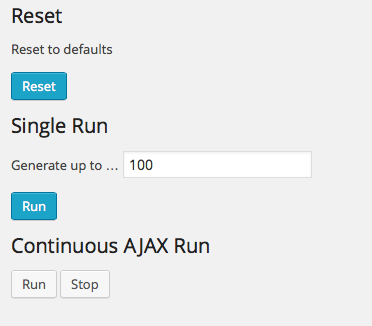 Reset
Reset to defaults
Reset
Single Run
Generate up to … 100
Run
Continuous AJAX Run
Run Stop